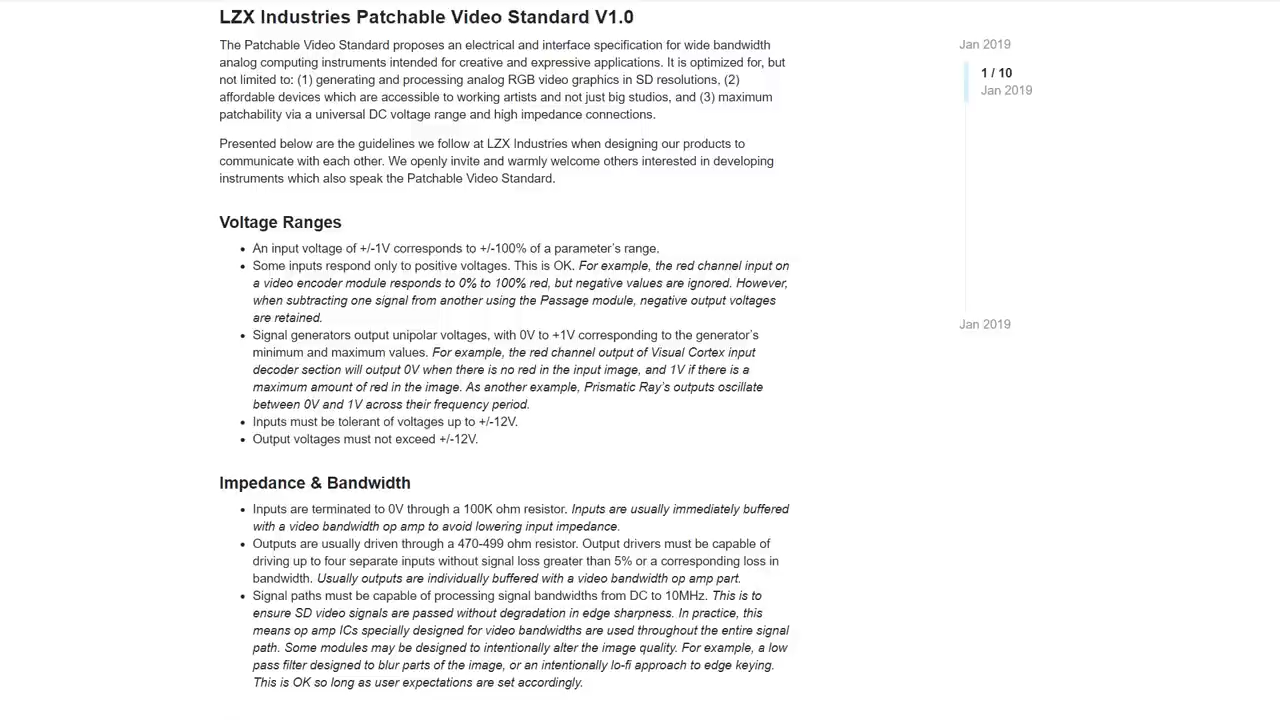 LZX Industries Patchable Video Standard V1.0
The Patchable Video Standard proposes an electrical and interface specification for wide bandwidth
analog computing instruments intended for creative and expressive applications. It is optimized for, but
not limited to: (1) generating and processing analog RGB video graphics in SD resolutions, (2)
affordable devices which are accessible to working artists and not just big studios, and (3) maximum
patchability via a universal DC voltage range and high impedance connections.
Presented below are the guidelines we follow at LZX Industries when designing our products to
communicate with each other. We openly invite and warmly welcome others interested in developing
instruments which also speak the Patchable Video Standard.
Voltage Ranges
• An input voltage of +/-1V corresponds to +/-100% of a parameter’s range.
• Some inputs respond only to positive voltages. This is OK. For example, the red channel input on
a video encoder module responds to 0% to 100% red, but negative values are ignored. However,
when subtracting one signal from another using the Passage module, negative output voltages
are retained.
• Signal generators output unipolar voltages, with 0V to +1V corresponding to the generator’s
minimum and maximum values. For example, the red channel output of Visual Cortex input
decoder section will output 0V when there is no red in the input image, and 1V if there is a
maximum amount of red in the image. As another example, Prismatic Ray’s outputs oscillate
between 0V and 1V across their frequency period.
• Inputs must be tolerant of voltages up to +/-12V.
• Output voltages must not exceed +/-12V.
Impedance & Bandwidth
• Inputs are terminated to 0V through a 100K ohm resistor. Inputs are usually immediately buffered
with a video bandwidth op amp to avoid lowering input impedance.
• Outputs are usually driven through a 470-499 ohm resistor. Output drivers must be capable of
driving up to four separate inputs without signal loss greater than 5% or a corresponding loss in
bandwidth. Usually outputs are individually buffered with a video bandwidth op amp part.
• Signal paths must be capable of processing signal bandwidths from DC to 10MHz. This is to
ensure SD video signals are passed without degradation in edge sharpness. In practice, this
means op amp ICs specially designed for video bandwidths are used throughout the entire signal
path. Some modules may be designed to intentionally alter the image quality. For example, a low
pass filter designed to blur parts of the image, or an intentionally lo-fi approach to edge keying.
This is OK so long as user expectations are set accordingly.
Jan 2019
1 / 10
Jan 2019
Jan 2019